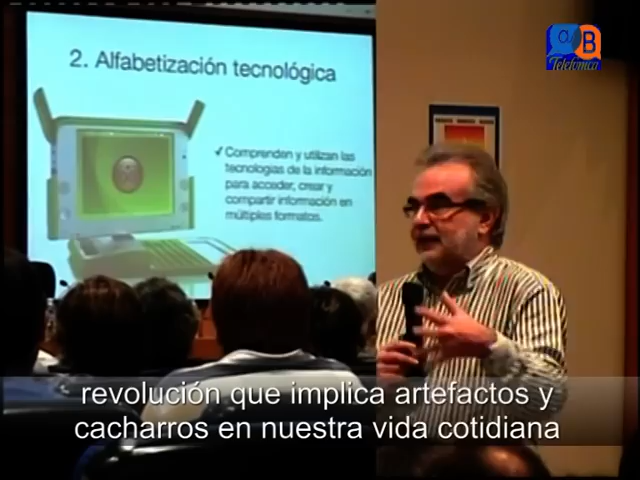 2. Alfabetización tecnológica
✓Comprenden y utilizan las
tecnologías de la información
para acceder, crear y
compartir información en
múltiples formatos.
@B
Telefónica
revolución que implica artefactos y
cacharros en nuestra vida cotidiana